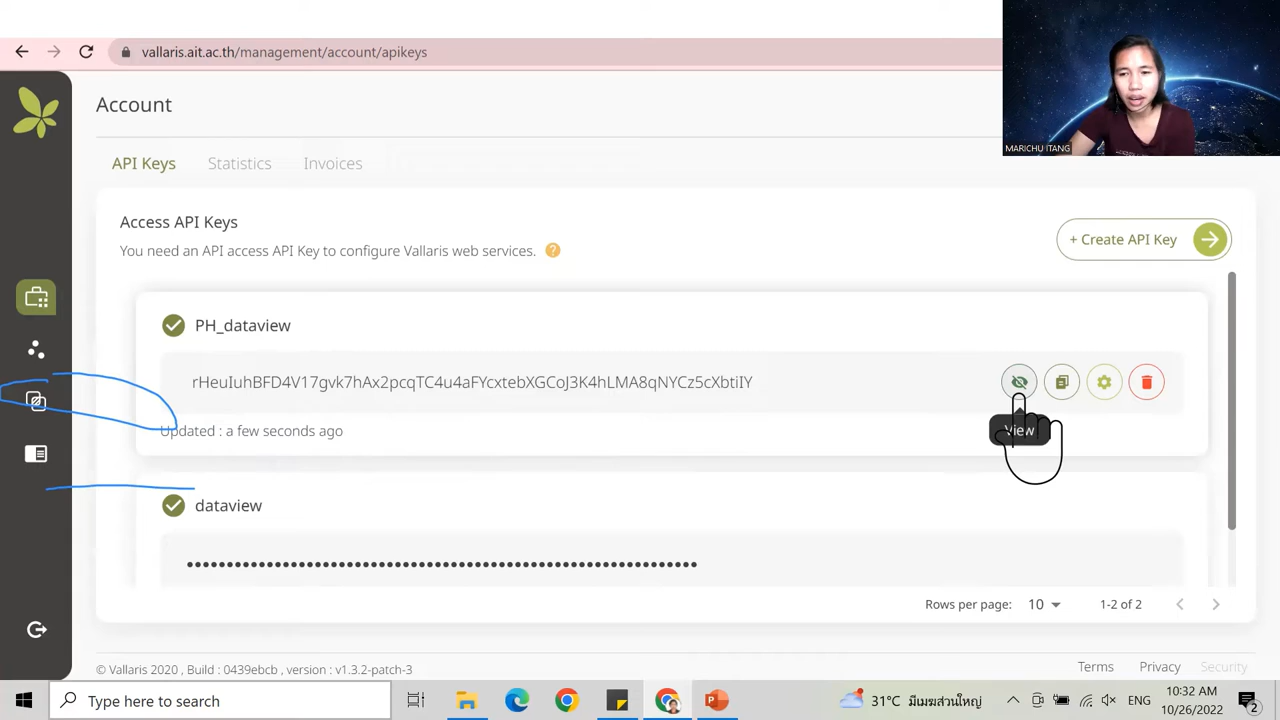 vallaris.ait.ac.th/management/account/apikeys
MARICHU ITANG
Account
API Keys Statistics Invoices
Access API Keys
You need an API access API Key to configure Vallaris web services. ?
+ Create API Key
PH_dataview
rHeuIuhBFD4V17gvk7hAx2pcqTC4u4aFYcxtebXGCoJ3K4hLMA8qNYCz5cXbtiIY
View
Updated : a few seconds ago
dataview
••••••••••••••••••••••••••••••••••••••••••••••••••••••••••••••••
Rows per page: 10 1-2 of 2
© Vallaris 2020 , Build : 0439ebcb , version : v1.3.2-patch-3
Terms Privacy Security
Type here to search
31°C มีเมฆส่วนใหญ่ ENG
10:32 AM
10/26/2022
2